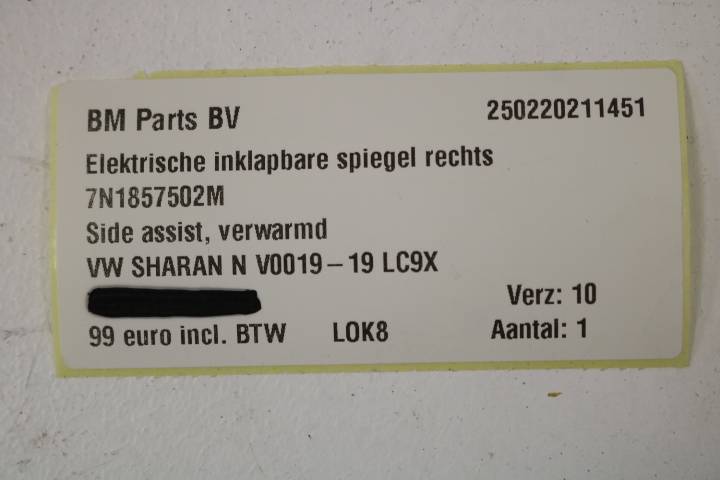 BM Parts BV 250220211451
Elektrische inklapbare spiegel rechts
7N1857502M
Side assist, verwarmd
VW SHARAN N V0019-19 LC9X
Verz: 10
99 euro incl. BTW LOK8 Aantal: 1